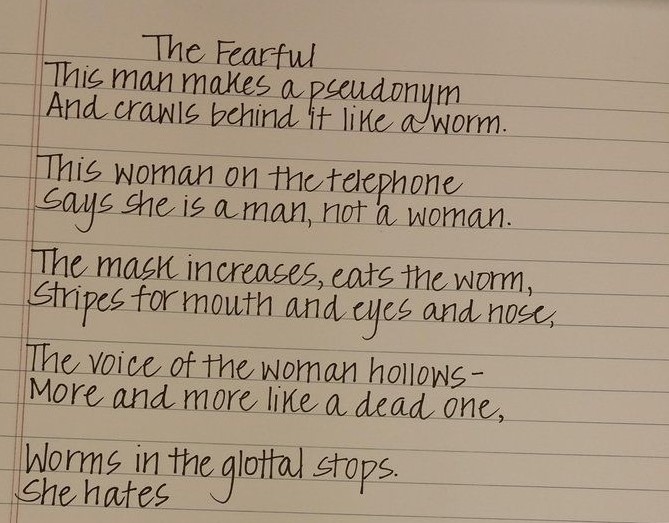 The Fearful
This man makes a pseudonym
And crawls behind it like a worm.
This woman on the telephone
Says she is a man, not a woman.
The mask increases, eats the worm,
Stripes for mouth and eyes and nose,
The voice of the woman hollows-
More and more like a dead one,
Worms in the glottal stops.
She hates